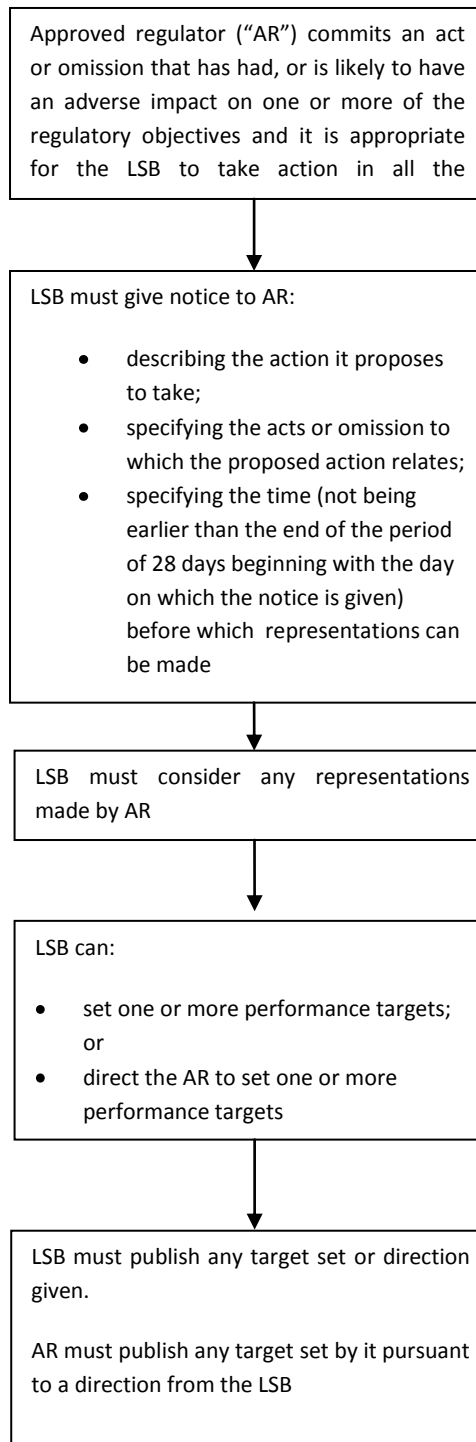 Approved regulator (“AR”) commits an act
or omission that has had, or is likely to have
an adverse impact on one or more of the
regulatory objectives and it is appropriate
for the LSB to take action in all the
LSB must give notice to AR:
• describing the action it proposes
to take;
• specifying the acts or omission to
which the proposed action relates;
• specifying the time (not being
earlier than the end of the period
of 28 days beginning with the day
on which the notice is given)
before which representations can
be made
LSB must consider any representations
made by AR
LSB can:
• set one or more performance targets;
or
• direct the AR to set one or more
performance targets
LSB must publish any target set or direction
given.
AR must publish any target set by it pursuant
to a direction from the LSB